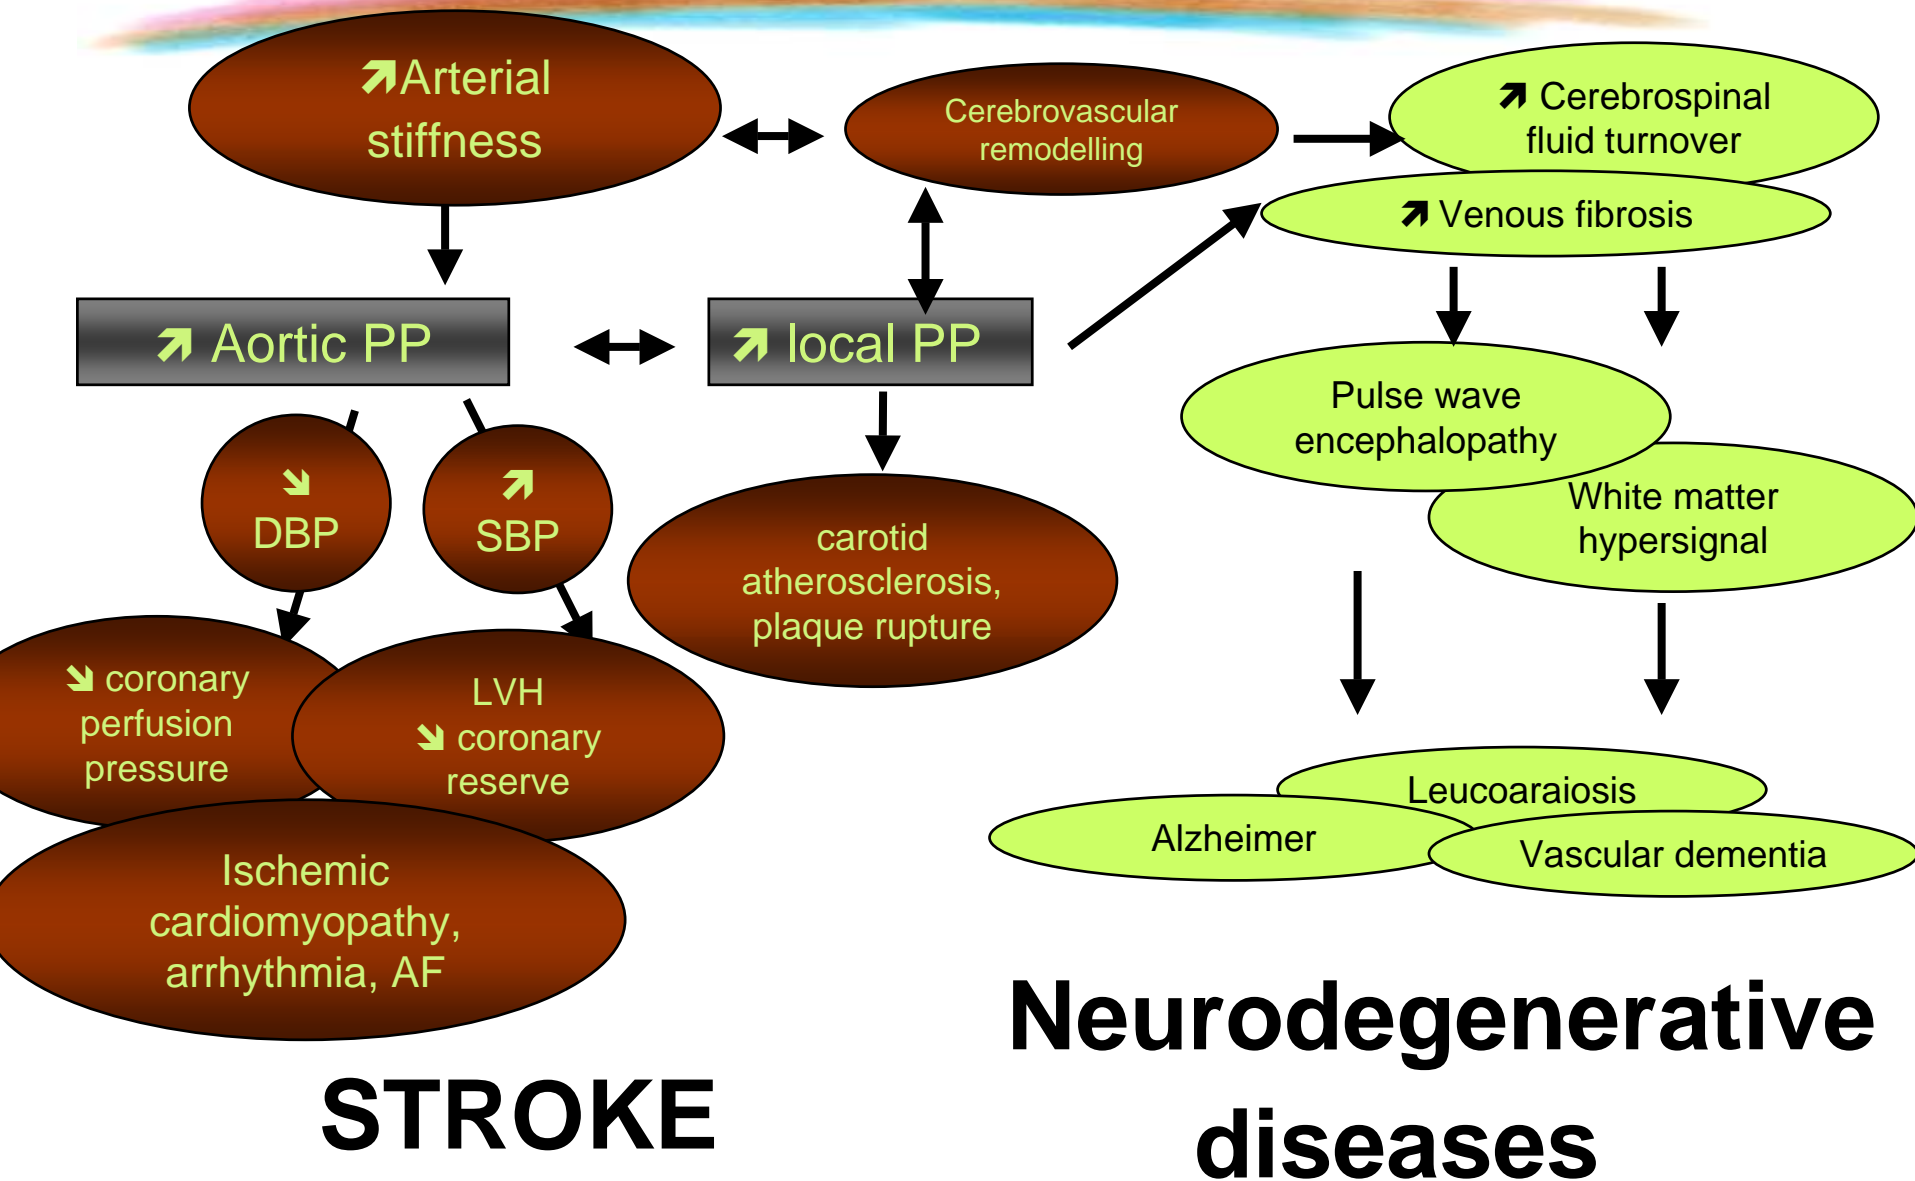 ↗Arterial
stiffness
Cerebrovascular
remodelling
↗ Cerebrospinal
fluid turnover
↗ Venous fibrosis
↗ Aortic PP
↗ local PP
↘
DBP
↗
SBP
carotid
atherosclerosis,
plaque rupture
Pulse wave
encephalopathy
White matter
hypersignal
↘ coronary
perfusion
pressure
LVH
↘ coronary
reserve
Ischemic
cardiomyopathy,
arrhythmia, AF
Leucoaraiosis
Alzheimer
Vascular dementia
STROKE
Neurodegenerative
diseases